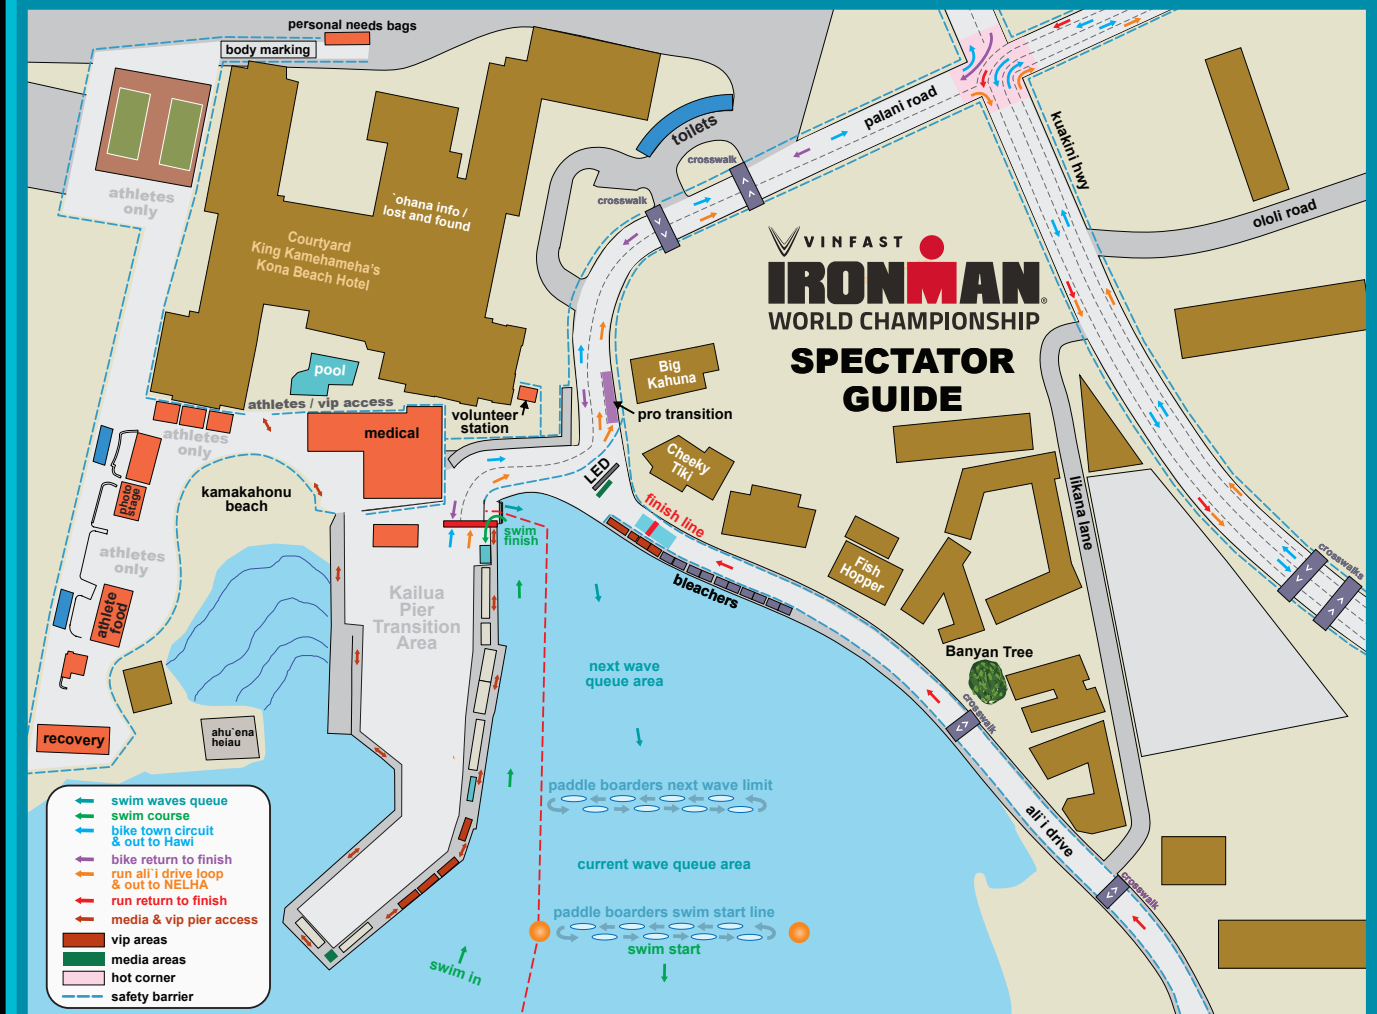 personal needs bags
body marking
toilets
palani road
kuakini hwy
crosswalk
crosswalk
athletes
only
`ohana info /
lost and found
Courtyard
King Kamehameha's
Kona Beach Hotel
ololi road
VINFAST
IRONMAN
WORLD CHAMPIONSHIP
SPECTATOR
GUIDE
pool
athletes / vip access
volunteer
station
Big
Kahuna
pro transition
medical
athletes
only
Cheeky
Tiki
LED
photo
stage
kamakahonu
beach
finish line
swim
finish
likana lane
athletes
only
Fish
Hopper
crosswalks
bleachers
athlete
food
Kailua
Pier
Transition
Area
Banyan Tree
next wave
queue area
crosswalk
recovery
ahu`ena
heiau
paddle boarders next wave limit
ali`i drive
current wave queue area
crosswalk
paddle boarders swim start line
swim start
swim in
swim waves queue
swim course
bike town circuit
& out to Hawi
bike return to finish
run ali`i drive loop
& out to NELHA
run return to finish
media & vip pier access
vip areas
media areas
hot corner
safety barrier